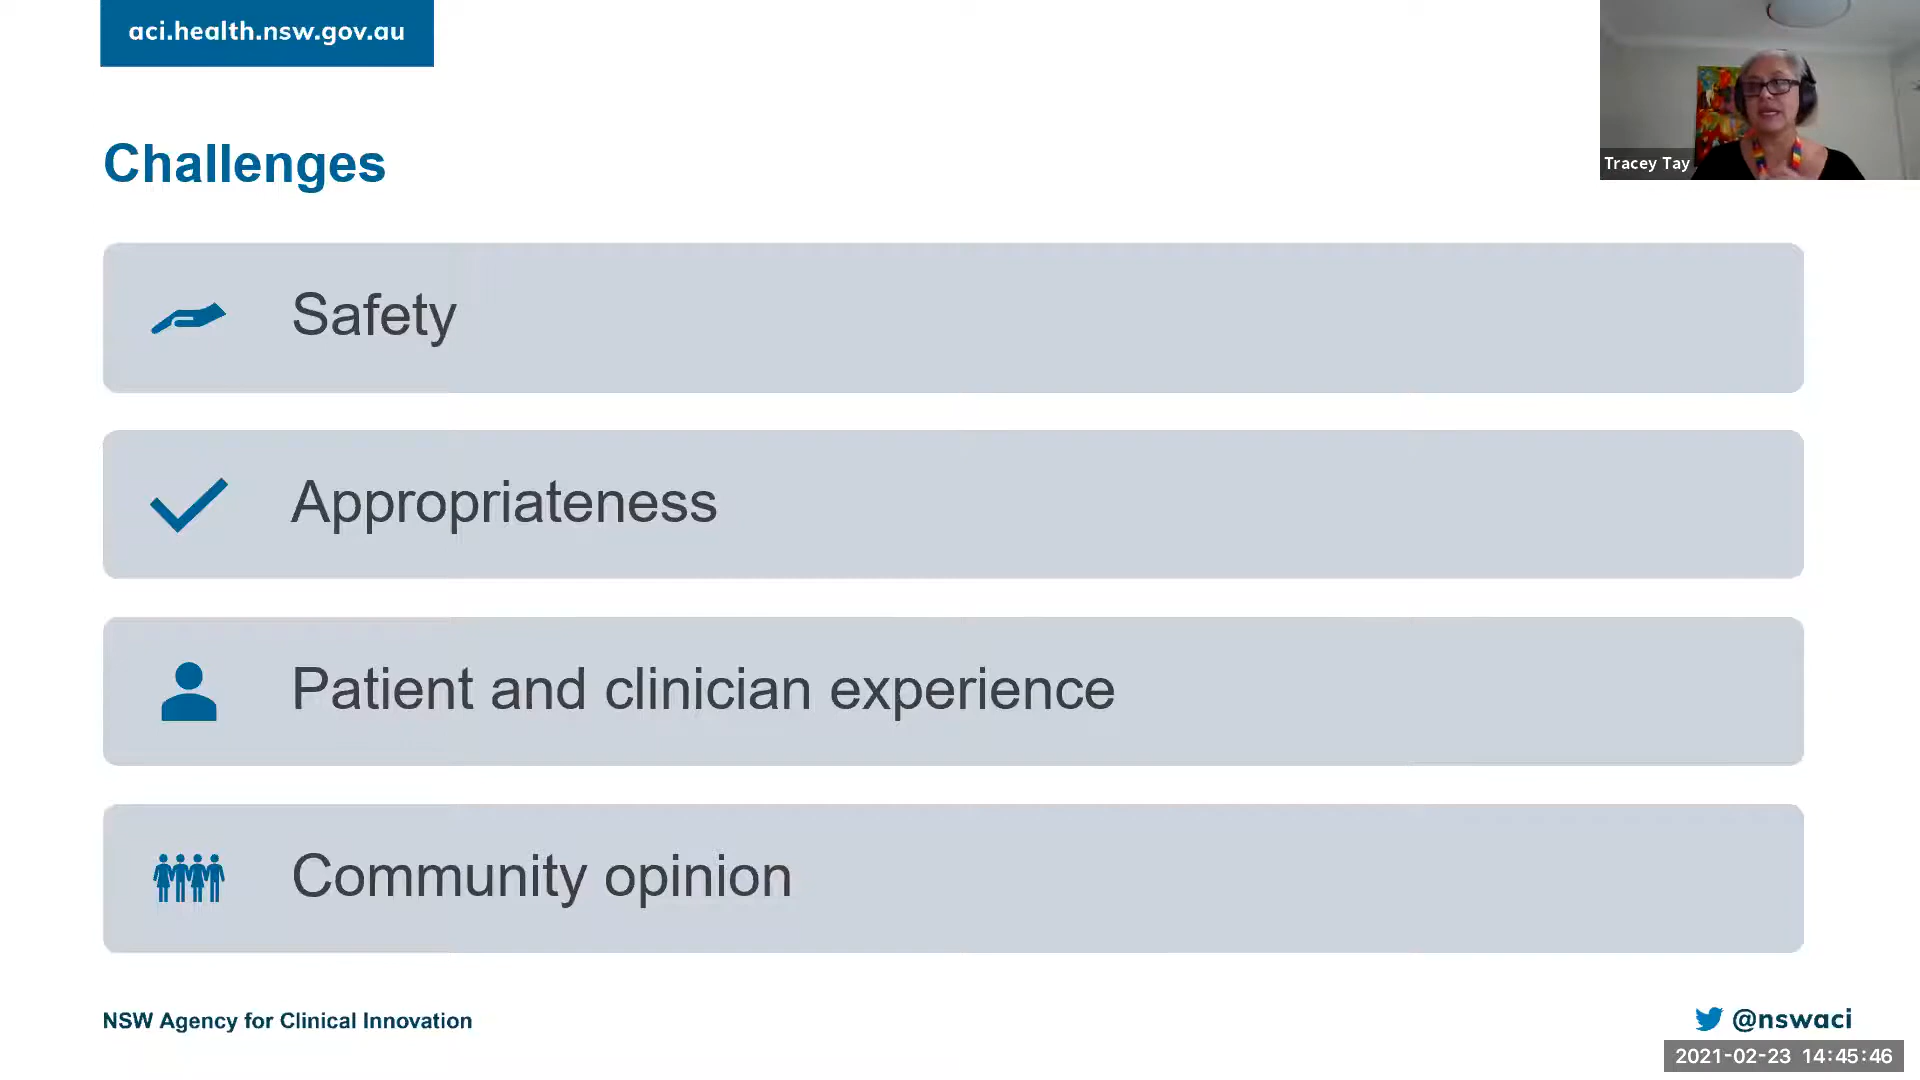 aci.health.nsw.gov.au
Tracey Tay
Challenges
Safety
Appropriateness
Patient and clinician experience
Community opinion
NSW Agency for Clinical Innovation
@nswaci
2021-02-23 14:45:46